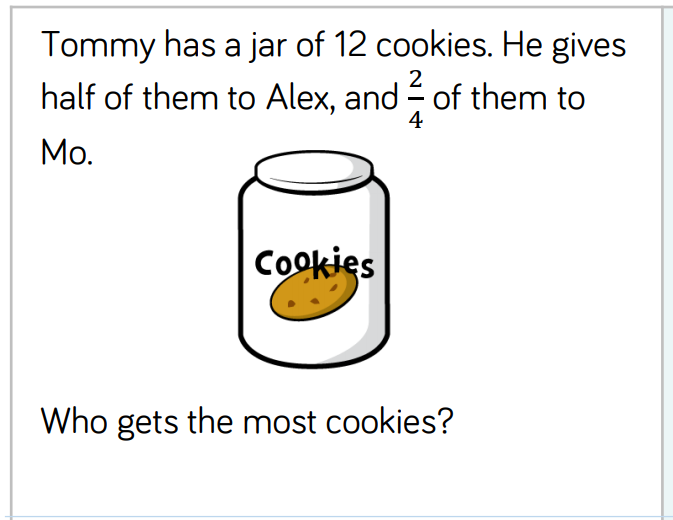 Tommy has a jar of 12 cookies. He gives
half of them to Alex, and 2/4 of them to
Mo.
Cookies
Who gets the most cookies?